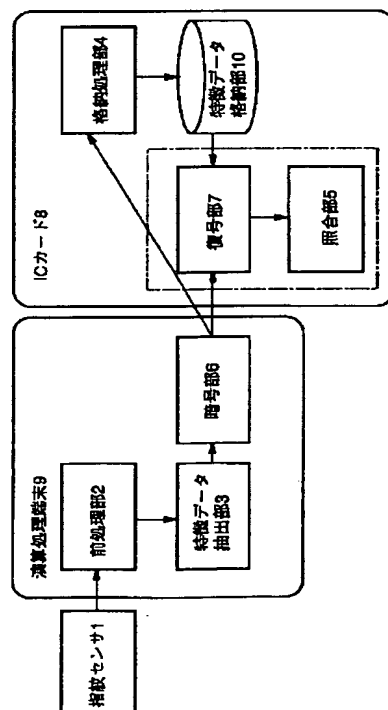 指紋センサ1
演算処理端末9
前処理部2
特徴データ
抽出部3
暗号部6
ICカード8
格納処理部4
特徴データ
格納部10
復号部7
照合部5